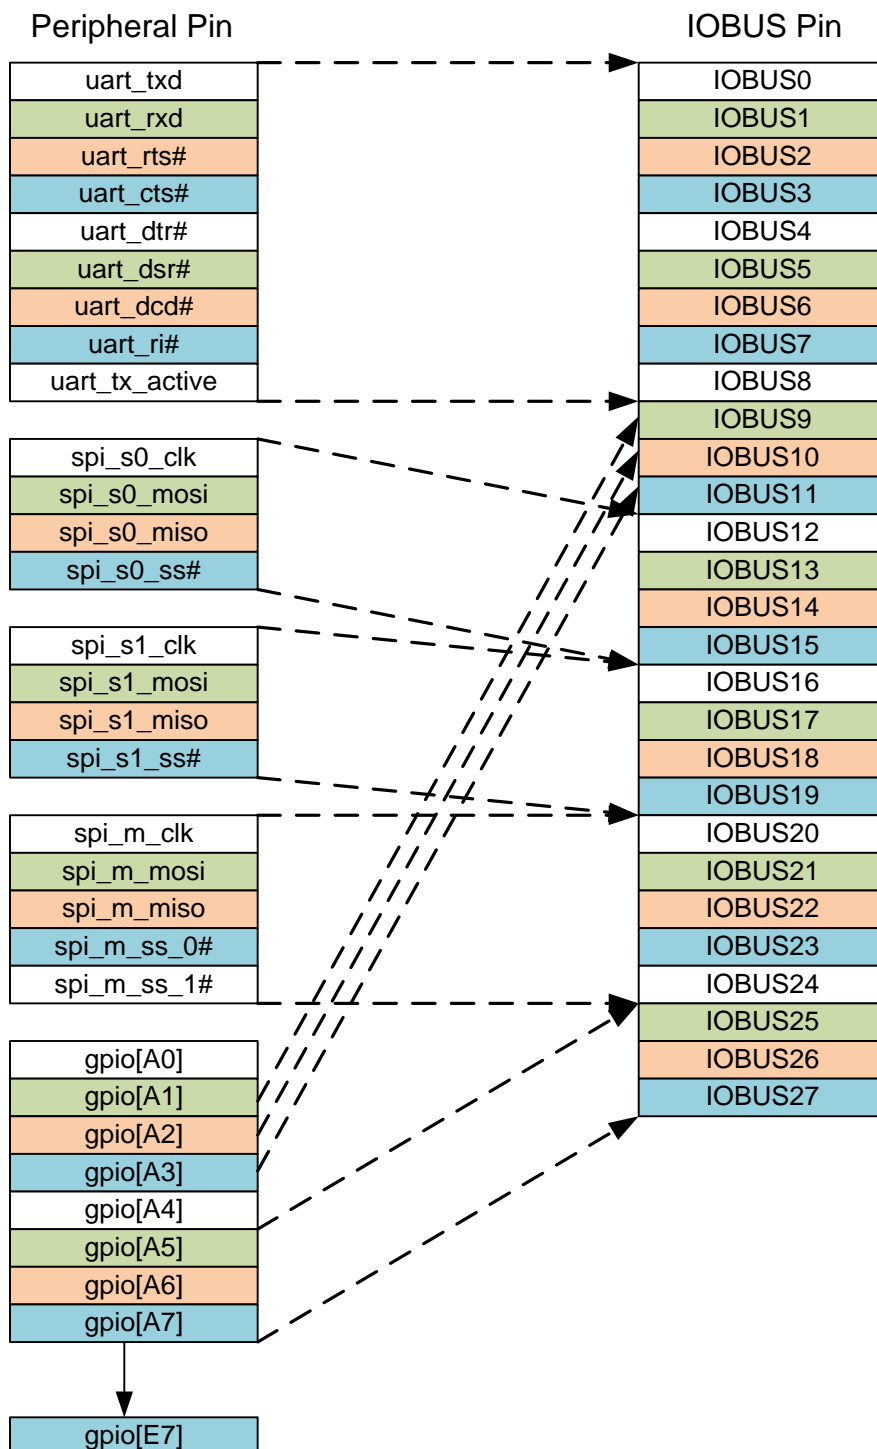 Peripheral Pin
uart_txd
uart_rxd
uart_rts#
uart_cts#
uart_dtr#
uart_dsr#
uart_dcd#
uart_ri#
uart_tx_active
spi_s0_clk
spi_s0_mosi
spi_s0_miso
spi_s0_ss#
spi_s1_clk
spi_s1_mosi
spi_s1_miso
spi_s1_ss#
spi_m_clk
spi_m_mosi
spi_m_miso
spi_m_ss_0#
spi_m_ss_1#
gpio[A0]
gpio[A1]
gpio[A2]
gpio[A3]
gpio[A4]
gpio[A5]
gpio[A6]
gpio[A7]
gpio[E7]
IOBUS Pin
IOBUS0
IOBUS1
IOBUS2
IOBUS3
IOBUS4
IOBUS5
IOBUS6
IOBUS7
IOBUS8
IOBUS9
IOBUS10
IOBUS11
IOBUS12
IOBUS13
IOBUS14
IOBUS15
IOBUS16
IOBUS17
IOBUS18
IOBUS19
IOBUS20
IOBUS21
IOBUS22
IOBUS23
IOBUS24
IOBUS25
IOBUS26
IOBUS27